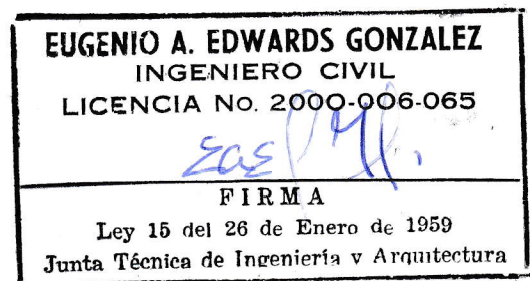 EUGENIO A. EDWARDS GONZALEZ
INGENIERO CIVIL
LICENCIA No. 2000-006-065
FIRMA
Ley 15 del 26 de Enero de 1959
Junta Técnica de Ingeniería y Arquitectura